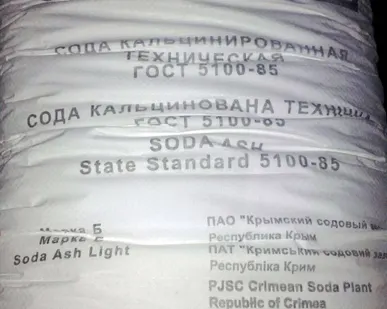 СОДА КАЛЬЦИНИРОВАННАЯ
ТЕХНИЧЕСКАЯ
ГОСТ 5100-85
СОДА КАЛЬЦИНОВАНА
ГОСТ 5100-85
SODA ASH
State Standard 5100-85
Марка Б
Марка Б
Soda Ash Light
ПАО "Крымский содовый
Республика Крым
ПАТ "Кримський содовий
Республіка Крим
PJSC Crimean Soda Plant
Republic of Crimea